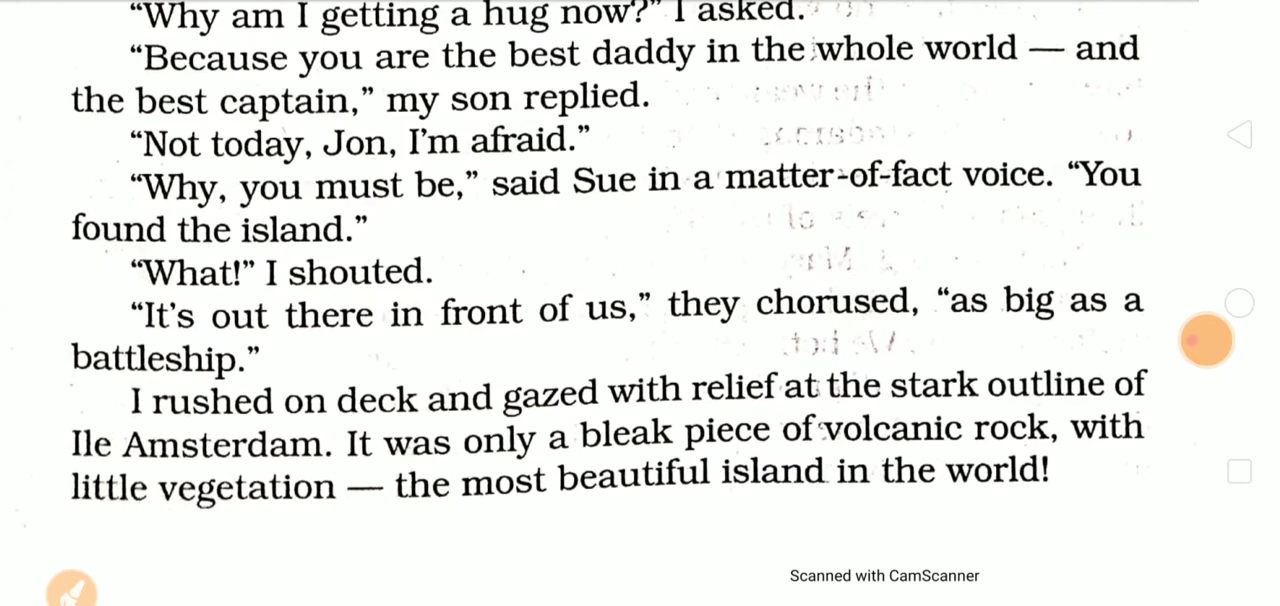 “Why am I getting a hug now?” I asked.
“Because you are the best daddy in the whole world — and
the best captain,” my son replied.
“Not today, Jon, I’m afraid.”
“Why, you must be,” said Sue in a matter-of-fact voice. “You
found the island.”
“What!” I shouted.
“It’s out there in front of us,” they chorused, “as big as a
battleship.”
I rushed on deck and gazed with relief at the stark outline of
Ile Amsterdam. It was only a bleak piece of volcanic rock, with
little vegetation — the most beautiful island in the world!
Scanned with CamScanner